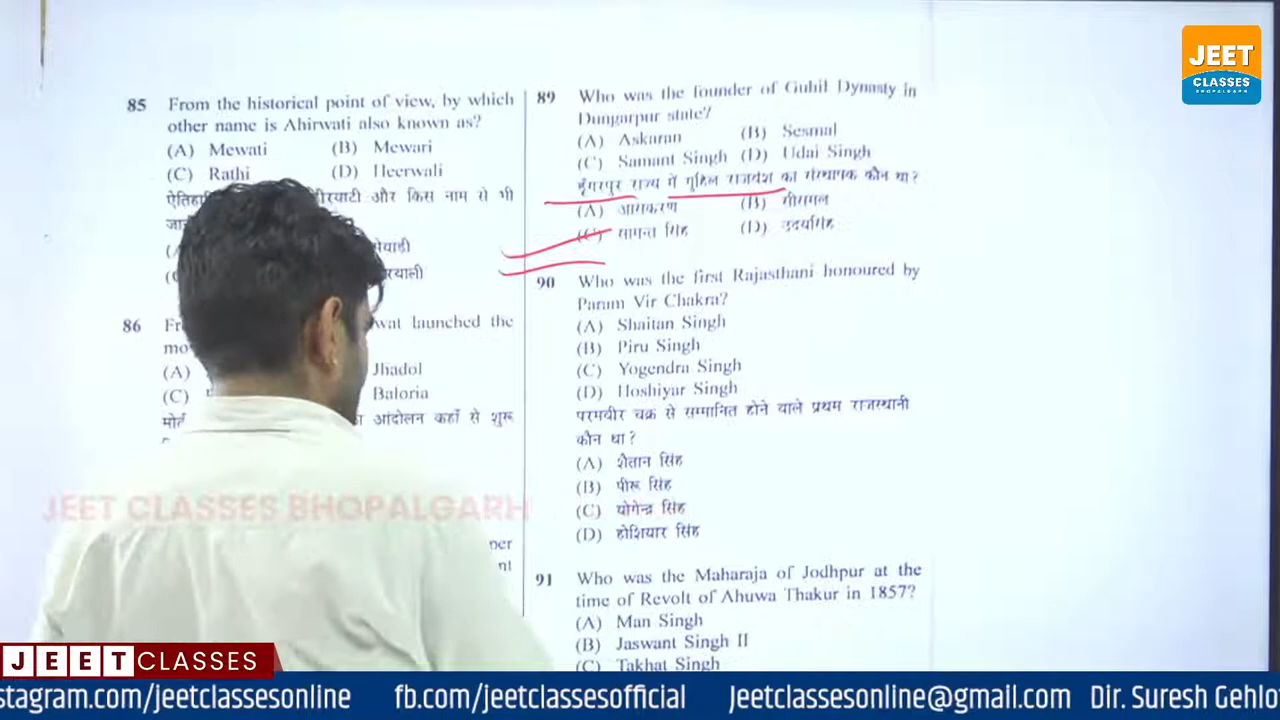 JEET
CLASSES
BHOPALGARH
85 From the historical point of view, by which
other name is Ahirwati also known as?
(A) Mewati (B) Mewari
(C) Rathi (D) Heerwali
और किस नाम से भी
86
wat launched the
(A) Jhadol
(C) Baloria
आंदोलन कहाँ से शुरू
per
nt
89 Who was the founder of Guhil Dynasty in
Dungarpur state?
(A) Askaran (B) Sesmal
(C) Samant Singh (D) Udai Singh
डूँगरपुर राज्य में गुहिल राजवंश का संस्थापक कौन था?
(A) आसकरण (B)
(C) सामन्त सिंह (D) उदयसिंह
90 Who was the first Rajasthani honoured by
Param Vir Chakra?
(A) Shaitan Singh
(B) Piru Singh
(C) Yogendra Singh
(D) Hoshiyar Singh
परमवीर चक्र से सम्मानित होने वाले प्रथम राजस्थानी
कौन था?
(A) शैतान सिंह
(B) पीरू सिंह
(C) योगेन्द्र सिंह
(D) होशियार सिंह
91 Who was the Maharaja of Jodhpur at the
time of Revolt of Ahuwa Thakur in 1857?
(A) Man Singh
(B) Jaswant Singh II
(C) Takhat Singh
JEET CLASSES BHOPALGARH
JEET CLASSES
stagram.com/jeetclassesonline fb.com/jeetclassesofficial Jeetclassesonline@gmail.com Dir. Suresh Gehlo